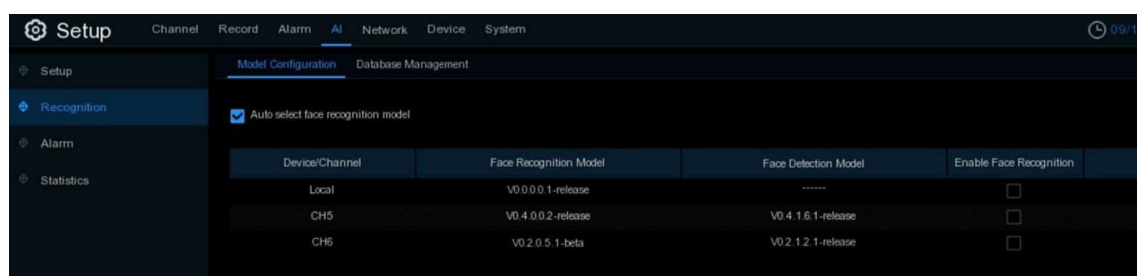 Setup Channel Record Alarm AI Network Device System 09/1
Setup Model Configuration Database Management
Recognition Auto select face recognition model
Alarm
Device/Channel Face Recognition Model Face Detection Model Enable Face Recognition
Statistics
Local V0.0.0.0.1-release ------
CH5 V0.4.0.0.2-release V0.4.1.6.1-release
CH6 V0.2.0.5.1-beta V0.2.1.2.1-release